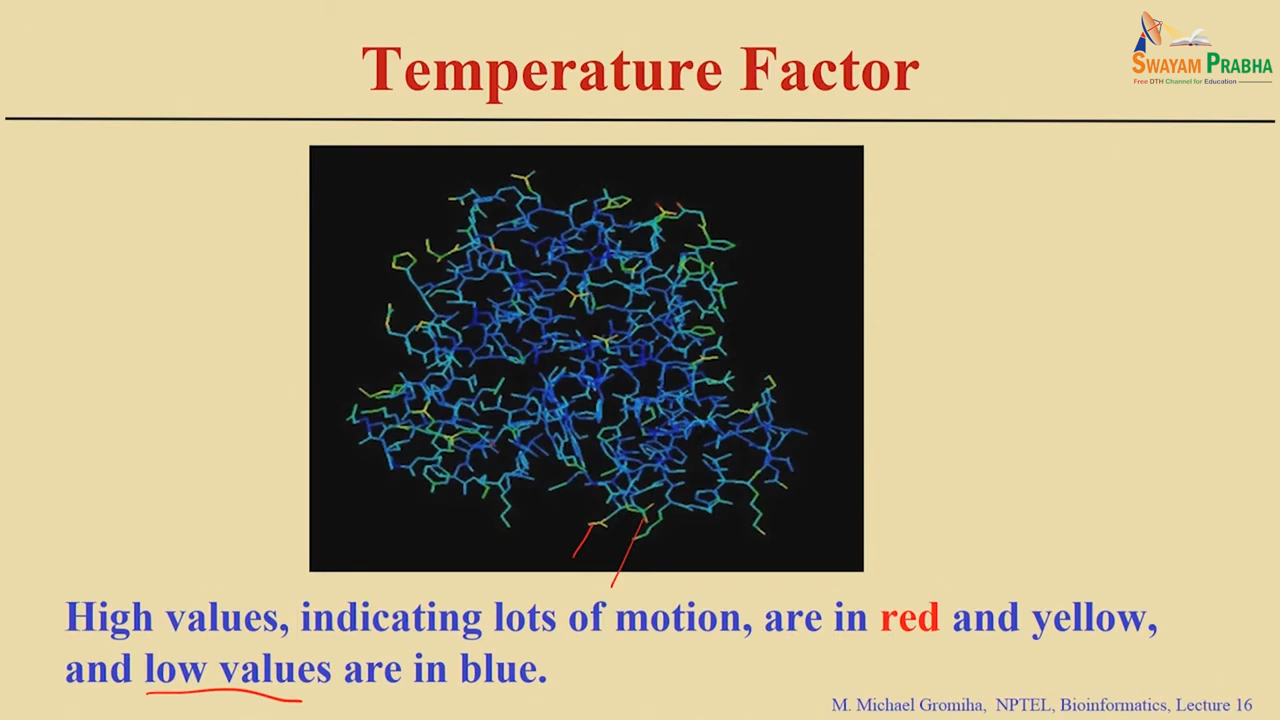 Temperature Factor
SWAYAM PRABHA
Free DTH Channel for Education
High values, indicating lots of motion, are in red and yellow,
and low values are in blue.
M. Michael Gromiha, NPTEL, Bioinformatics, Lecture 16